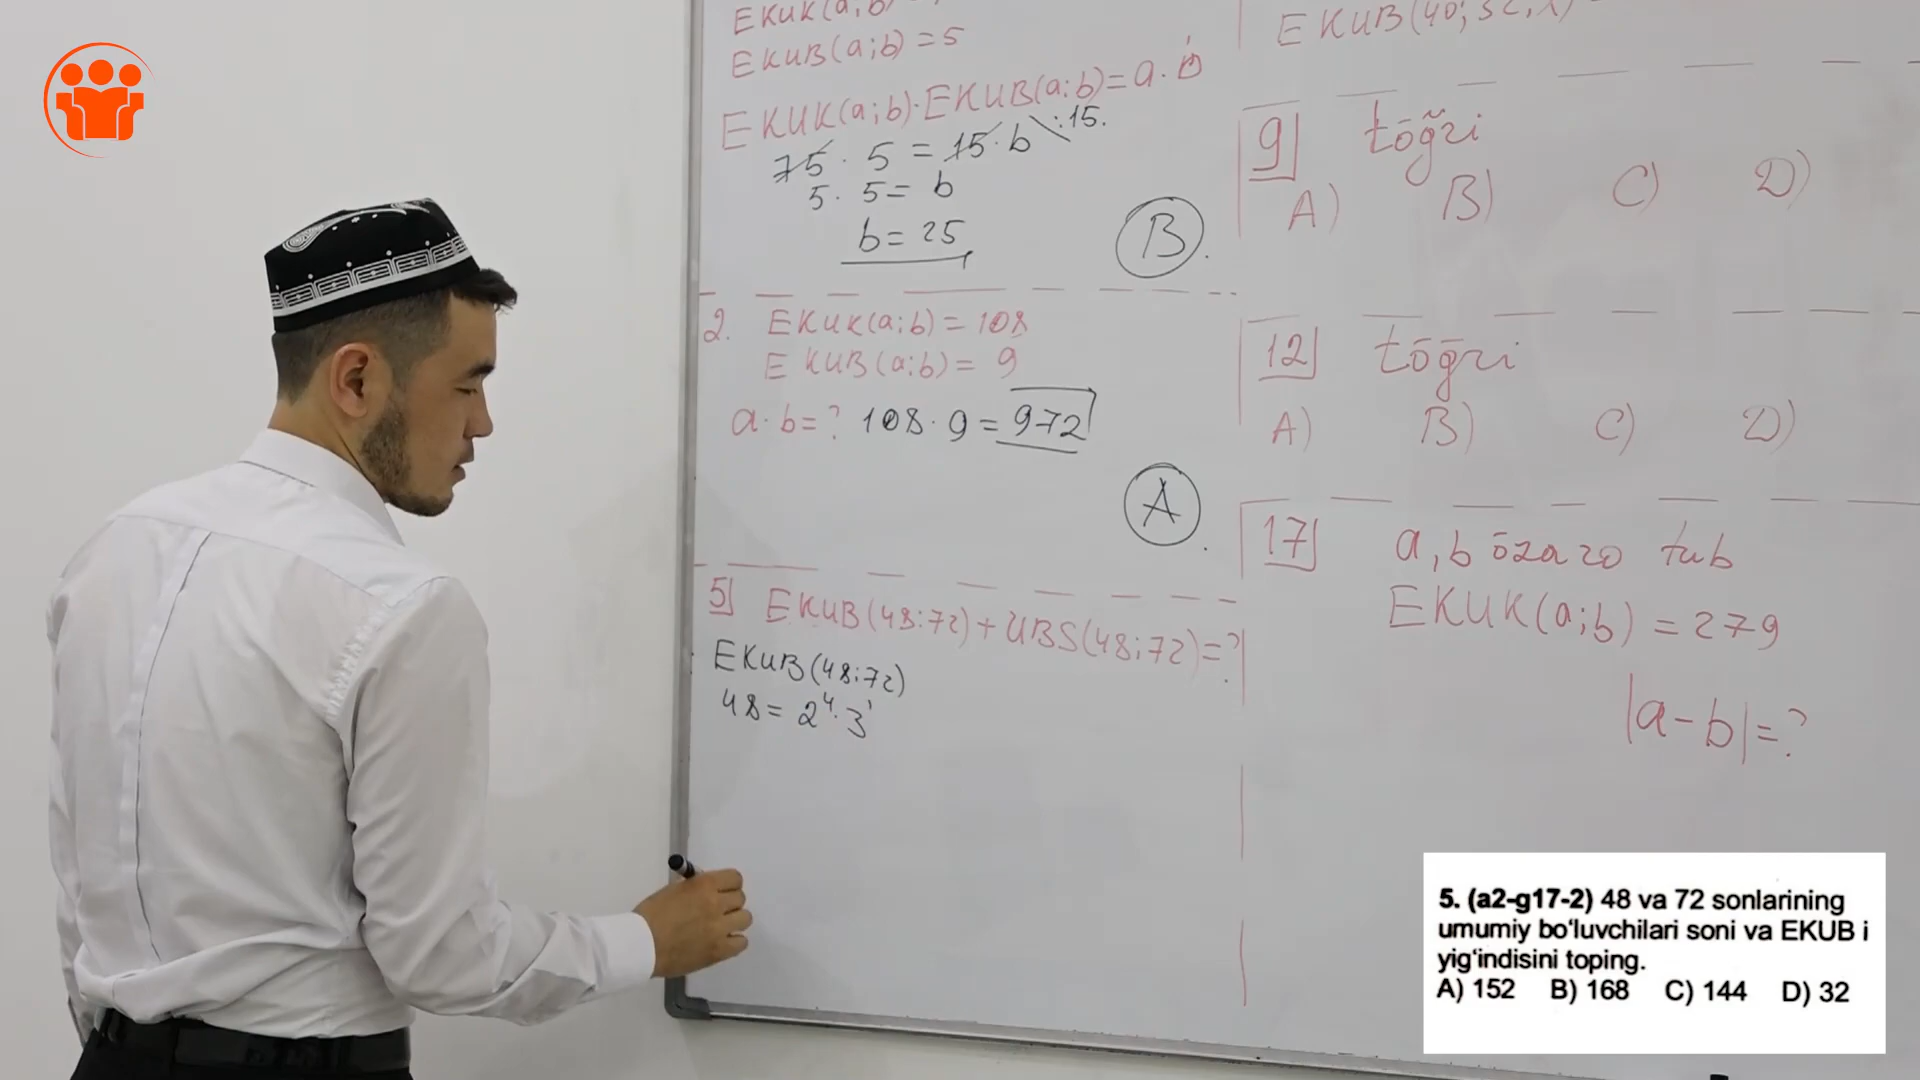 EKUK(a,b)
EKUB(a;b)=5
EKUK(a;b)·EKUB(a:b)=a·b
75·5=15·b \:15.
5·5=b
b=25
B.
2. EKUK(a;b)=108
EKUB(a;b)=9
a·b=? 108·9=972
A.
5] EKUB(48:72)+UBS(48;72)=?
EKUB(48;72)
48=2⁴·3¹
EKUB(40;32,
9] tōğri
A) B) C) D)
12] tōğri
A) B) C) D)
17] a,b ōzaro tub
EKUK(a;b)=279
|a-b|=?
5. (a2-g17-2) 48 va 72 sonlarining
umumiy bo‘luvchilari soni va EKUB i
yig‘indisini toping.
A) 152 B) 168 C) 144 D) 32